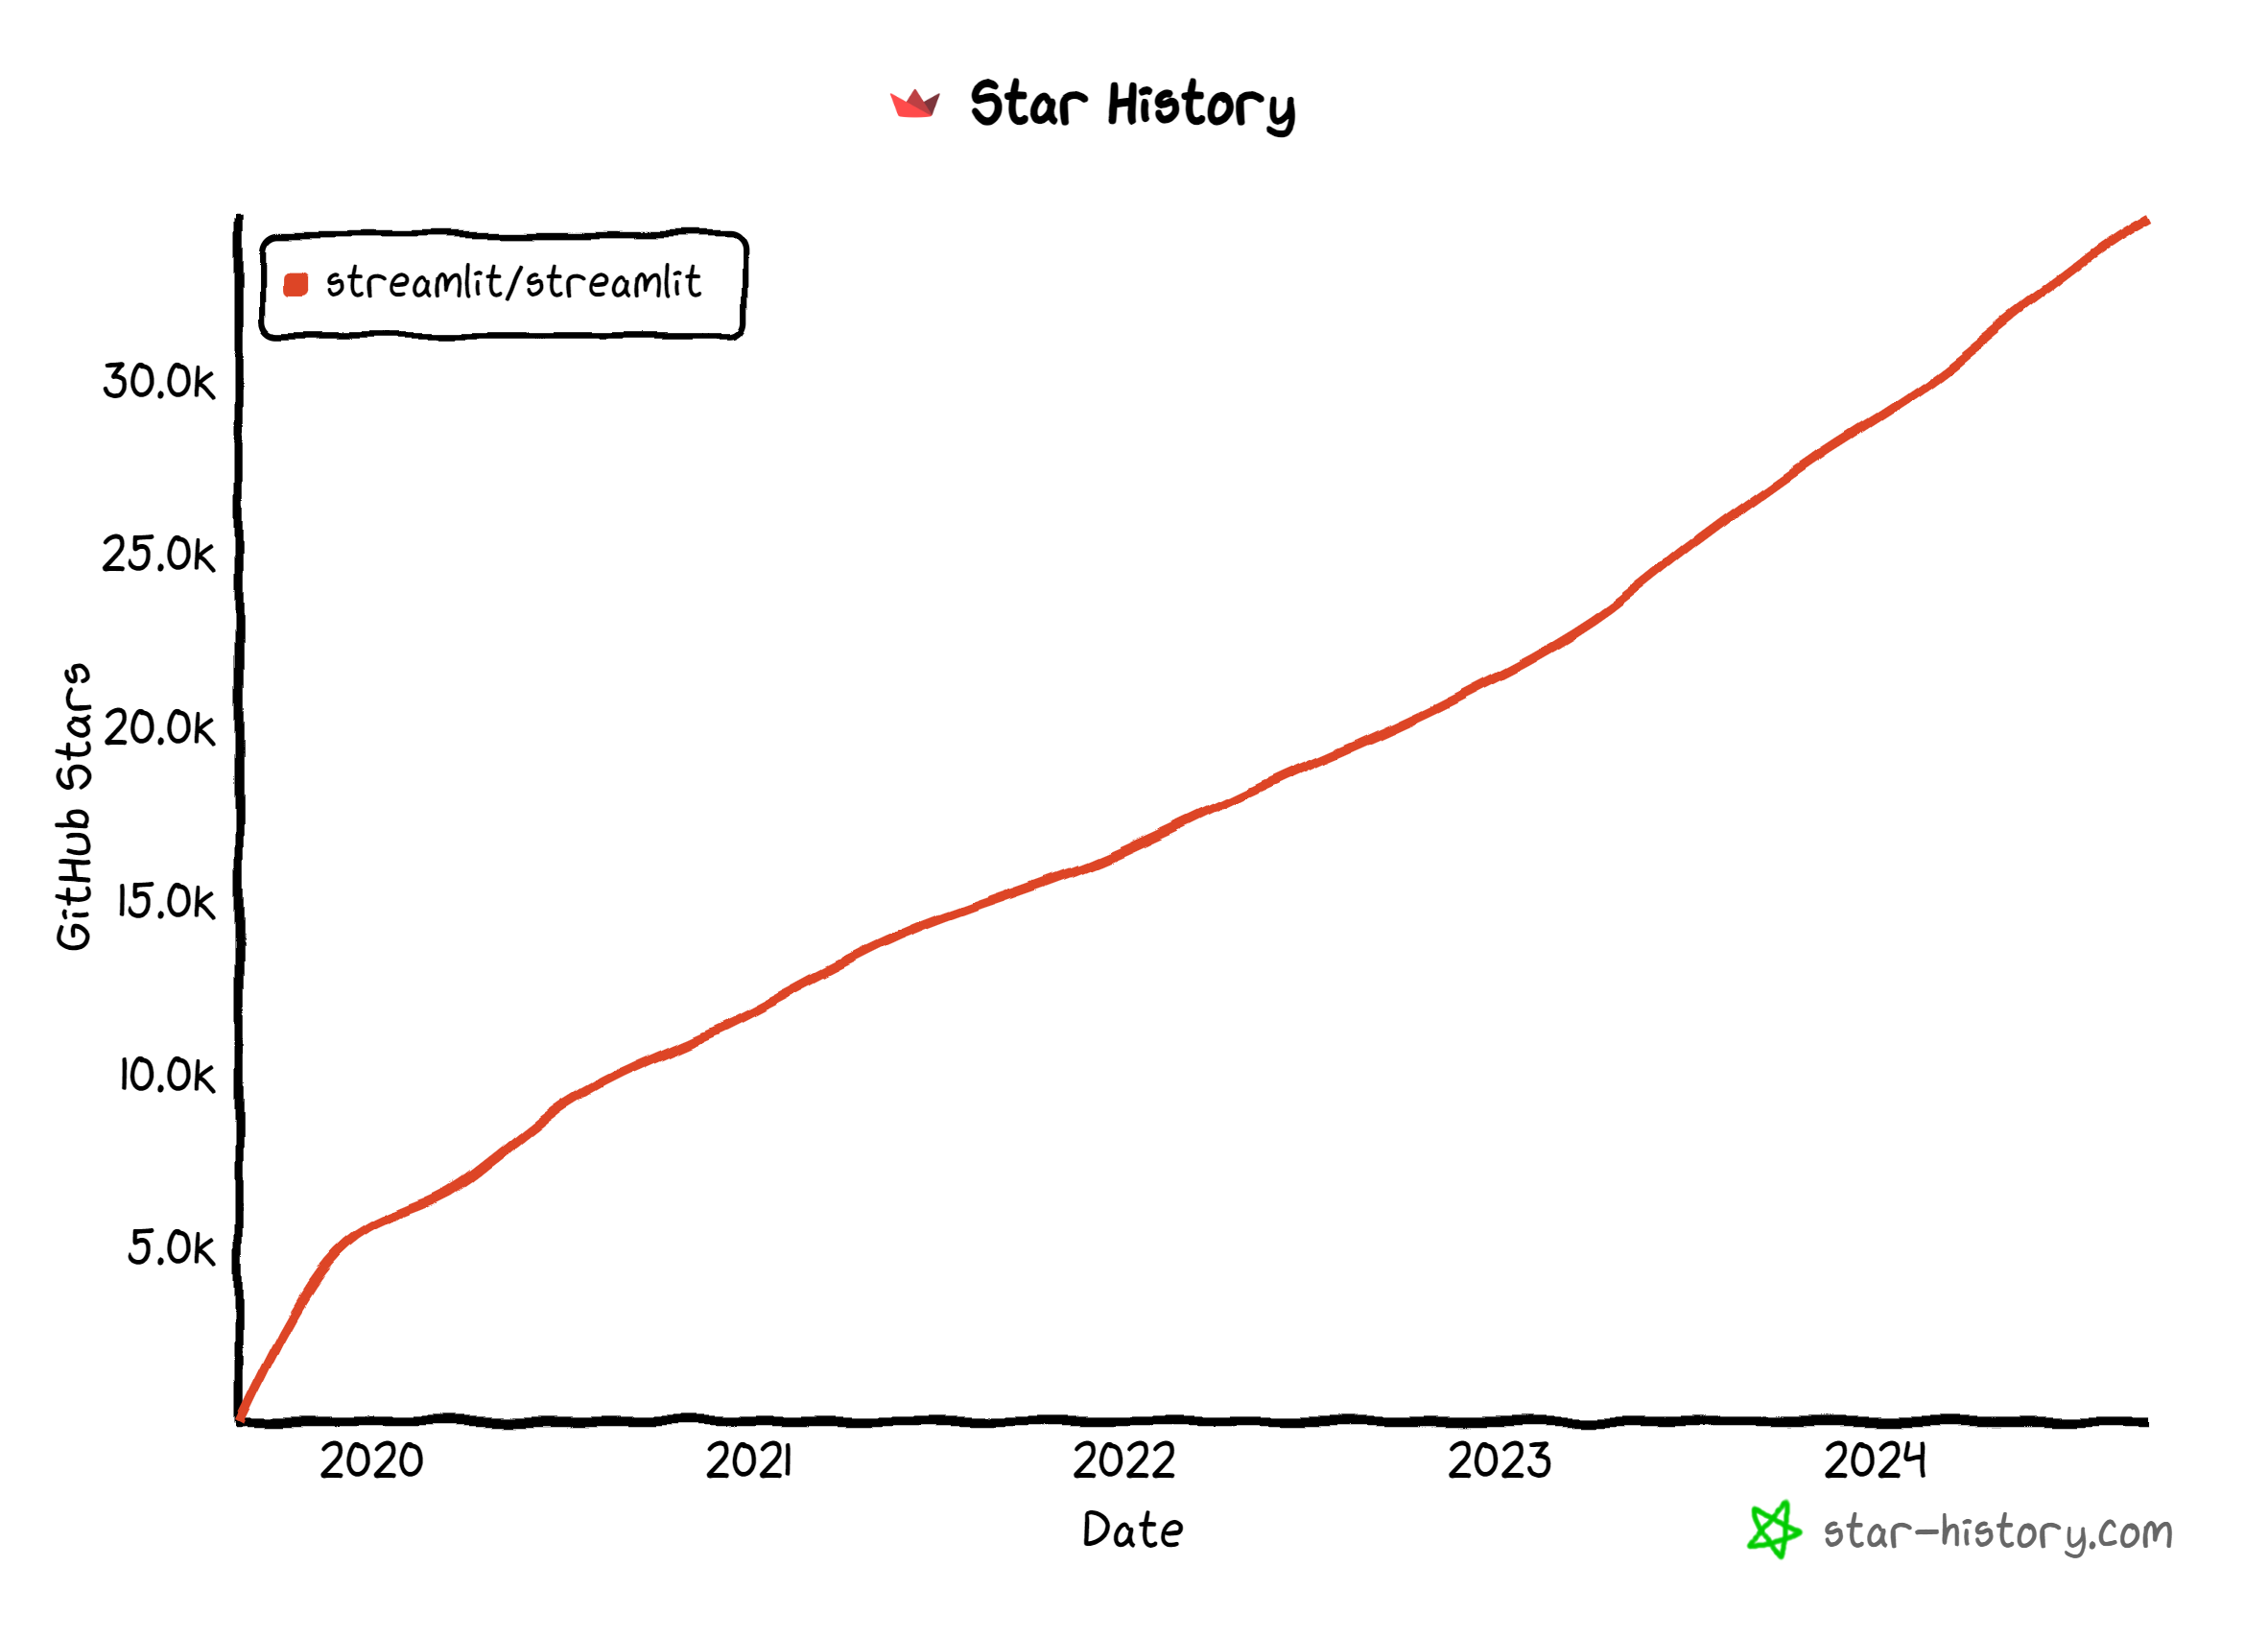 Star History
streamlit/streamlit
30.0K
25.0K
20.0K
15.0K
10.0K
5.0K
GitHub Stars
2020 2021 2022 2023 2024
Date
star-history.com